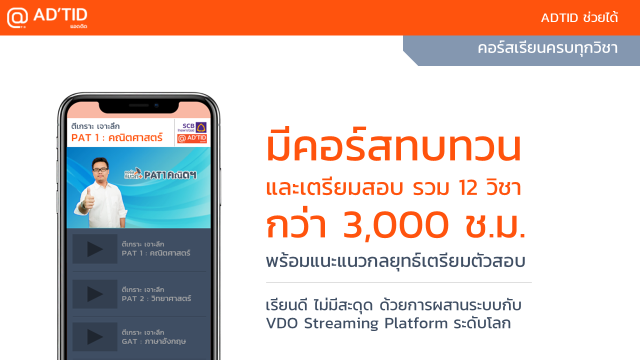 AD'TID
แอดติด
ADTID ช่วยได้
คอร์สเรียนครบทุกวิชา
ติเกราะ เจาะลึก
PAT 1 : คณิตศาสตร์
SCB
AD'TID
PAT1 คณิตฯ
ติเกราะ เจาะลึก
PAT 1 : คณิตศาสตร์
ติเกราะ เจาะลึก
PAT 2 : วิทยาศาสตร์
ติเกราะ เจาะลึก
GAT : ภาษาอังกฤษ
มีคอร์สทบทวน
และเตรียมสอบ รวม 12 วิชา
กว่า 3,000 ช.ม.
พร้อมแนะแนวกลยุทธ์เตรียมตัวสอบ
เรียนดี ไม่มีสะดุด ด้วยการผสานระบบกับ
VDO Streaming Platform ระดับโลก